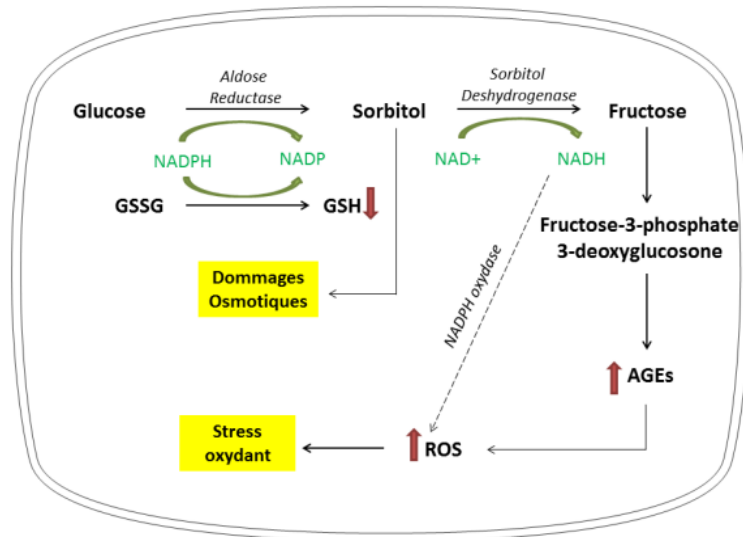 Aldose
Reductase
Sorbitol
Deshydrogenase
Glucose
Sorbitol
Fructose
NADPH
NADP
NAD+
NADH
GSSG
GSH
Fructose-3-phosphate
3-deoxyglucosone
Dommages
Osmotiques
NADPH oxydase
AGEs
Stress
oxydant
ROS